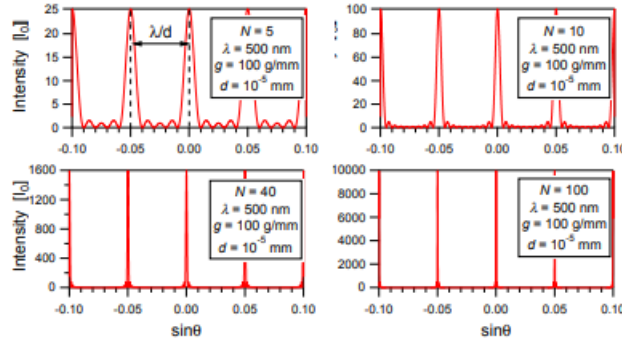 Intensity [I₀]
25
20
15
10
5
0
λ/d
N = 5
λ = 500 nm
g = 100 g/mm
d = 10⁻⁵ mm
-0.10 -0.05 0.00 0.05 0.10
100
80
60
40
20
0
N = 10
λ = 500 nm
g = 100 g/mm
d = 10⁻⁵ mm
-0.10 -0.05 0.00 0.05 0.10
Intensity [I₀]
1600
1200
800
400
0
N = 40
λ = 500 nm
g = 100 g/mm
d = 10⁻⁵ mm
-0.10 -0.05 0.00 0.05 0.10
sinθ
10000
8000
6000
4000
2000
0
N = 100
λ = 500 nm
g = 100 g/mm
d = 10⁻⁵ mm
-0.10 -0.05 0.00 0.05 0.10
sinθ